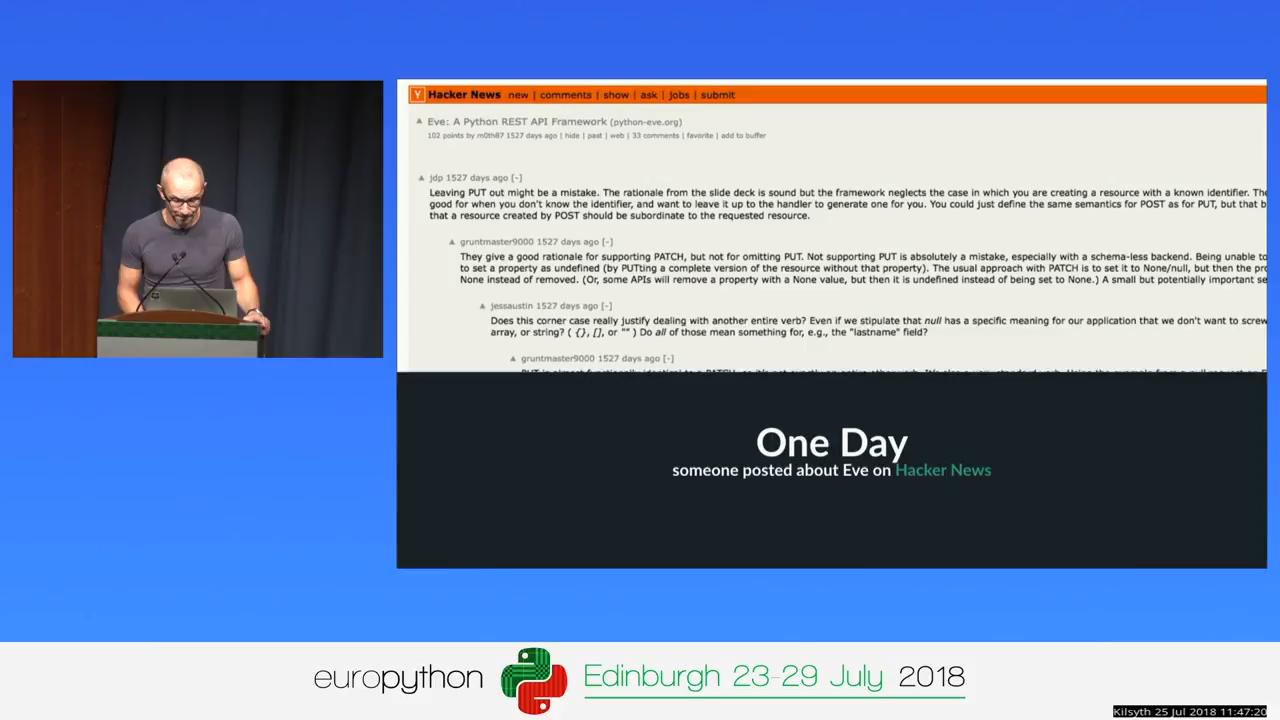 Hacker News new | comments | show | ask | jobs | submit
Eve: A Python REST API Framework (python-eve.org)
102 points by m0th87 1527 days ago | hide | past | web | 33 comments | favorite | add to buffer
jdp 1527 days ago [-]
Leaving PUT out might be a mistake. The rationale from the slide deck is sound but the framework neglects the case in which you are creating a resource with a known identifier. The
good for when you don't know the identifier, and want to leave it up to the handler to generate one for you. You could just define the same semantics for POST as for PUT, but that b
that a resource created by POST should be subordinate to the requested resource.
gruntmaster9000 1527 days ago [-]
They give a good rationale for supporting PATCH, but not for omitting PUT. Not supporting PUT is absolutely a mistake, especially with a schema-less backend. Being unable to
to set a property as undefined (by PUTting a complete version of the resource without that property). The usual approach with PATCH is to set it to None/null, but then the pro
None instead of removed. (Or, some APIs will remove a property with a None value, but then it is undefined instead of being set to None.) A small but potentially important se
jessaustin 1527 days ago [-]
Does this corner case really justify dealing with another entire verb? Even if we stipulate that null has a specific meaning for our application that we don't want to screw
array, or string? ( {}, [], or "" ) Do all of those mean something for, e.g., the "lastname" field?
gruntmaster9000 1527 days ago [-]
One Day
someone posted about Eve on Hacker News
europython Edinburgh 23-29 July 2018
Kilsyth 25 Jul 2018 11:47:20